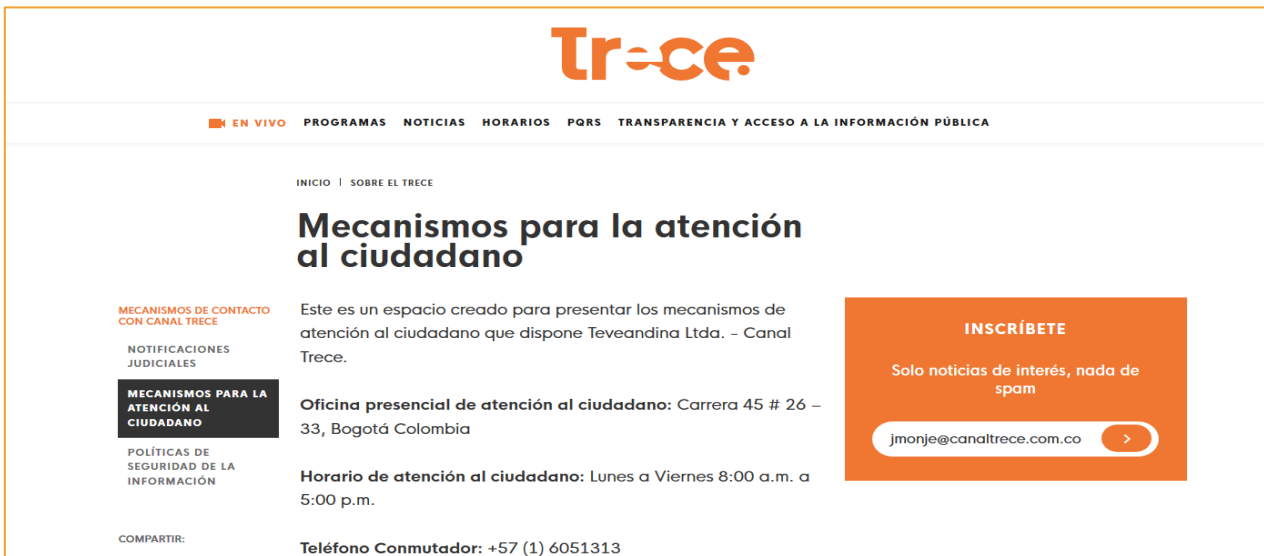 Trece
EN VIVO PROGRAMAS NOTICIAS HORARIOS PQRS TRANSPARENCIA Y ACCESO A LA INFORMACIÓN PÚBLICA
INICIO | SOBRE EL TRECE
Mecanismos para la atención
al ciudadano
MECANISMOS DE CONTACTO
CON CANAL TRECE
NOTIFICACIONES
JUDICIALES
MECANISMOS PARA LA
ATENCIÓN AL
CIUDADANO
POLÍTICAS DE
SEGURIDAD DE LA
INFORMACIÓN
COMPARTIR:
Este es un espacio creado para presentar los mecanismos de
atención al ciudadano que dispone Teveandina Ltda. – Canal
Trece.
Oficina presencial de atención al ciudadano: Carrera 45 # 26 –
33, Bogotá Colombia
Horario de atención al ciudadano: Lunes a Viernes 8:00 a.m. a
5:00 p.m.
Teléfono Conmutador: +57 (1) 6051313
INSCRÍBETE
Solo noticias de interés, nada de
spam
jmonje@canaltrece.com.co